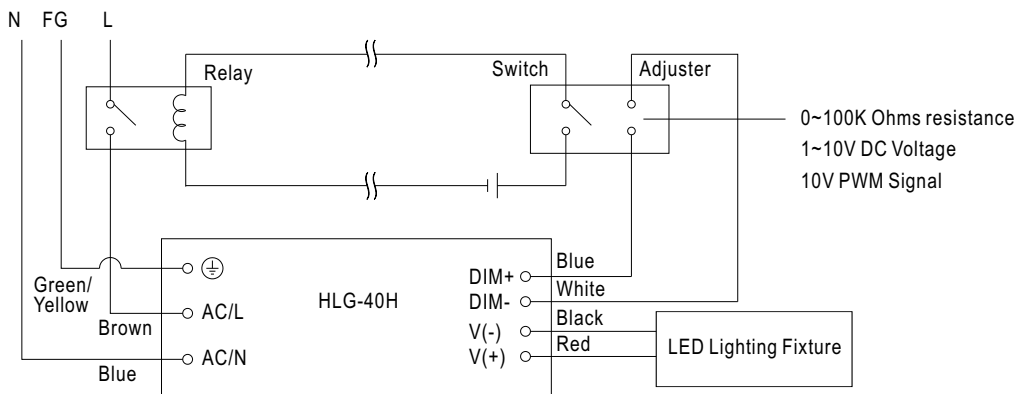 N FG L
Relay
Switch
Adjuster
0~100K Ohms resistance
1~10V DC Voltage
10V PWM Signal
Green/
Yellow
Brown
Blue
AC/L
AC/N
HLG-40H
DIM+
DIM-
V(-)
V(+)
Blue
White
Black
Red
LED Lighting Fixture